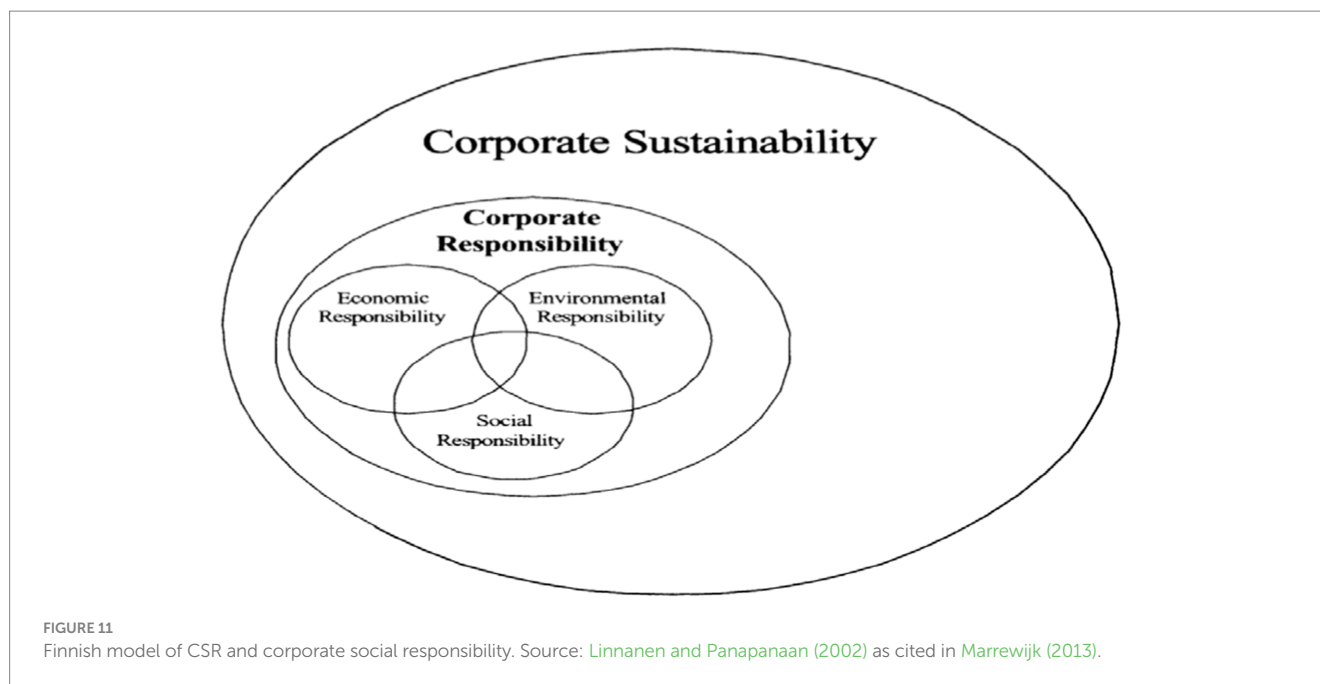 Corporate Sustainability
Corporate
Responsibility
Economic
Responsibility
Environmental
Responsibility
Social
Responsibility
FIGURE 11
Finnish model of CSR and corporate social responsibility. Source: Linnanen and Panapanaan (2002) as cited in Marrewijk (2013).